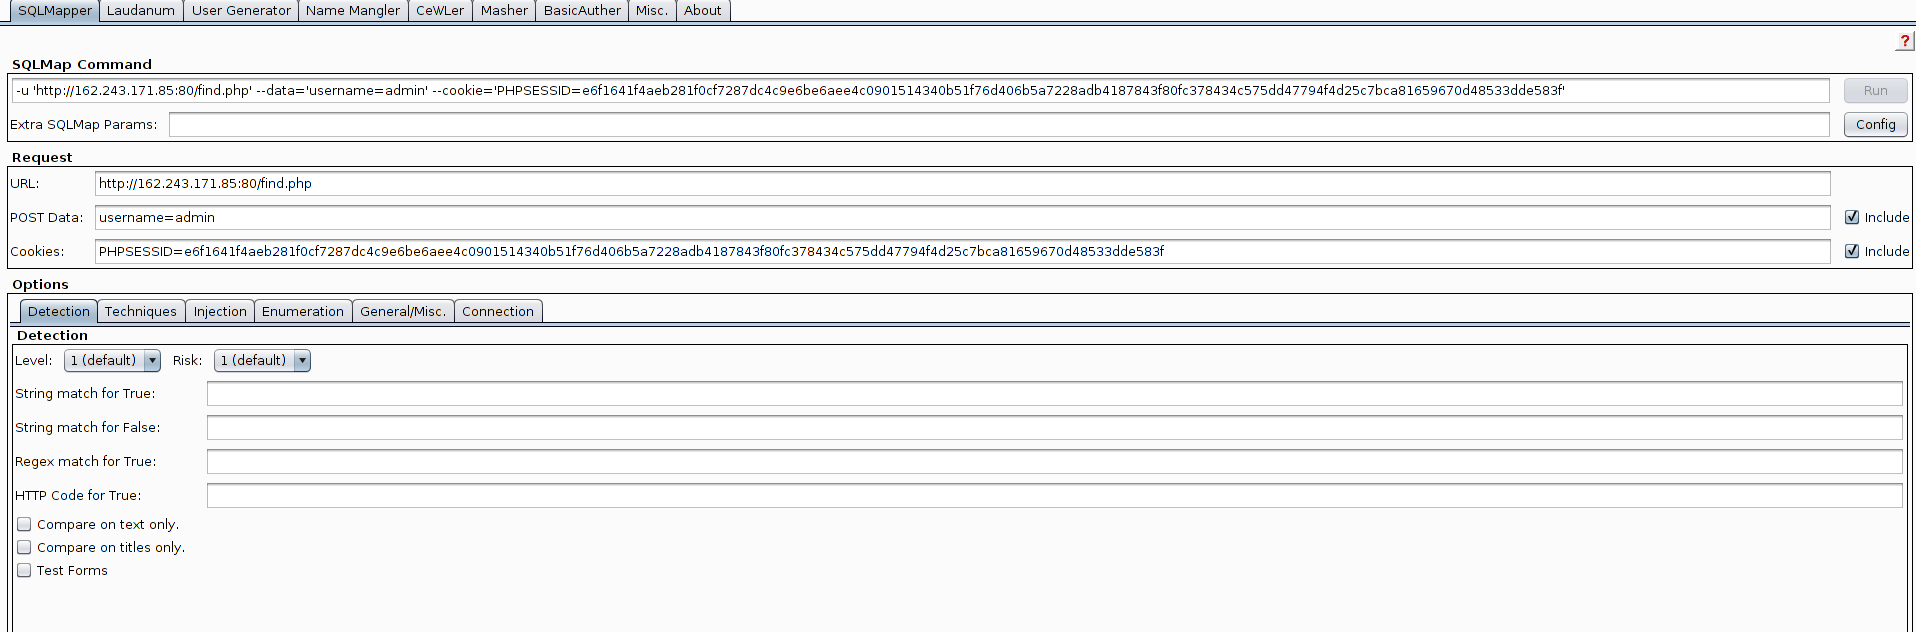 SQLMapper Laudanum User Generator Name Mangler CeWLer Masher BasicAuther Misc. About
?
SQLMap Command
-u 'http://162.243.171.85:80/find.php' --data='username=admin' --cookie='PHPSESSID=e6f1641f4aeb281f0cf7287dc4c9e6be6aee4c0901514340b51f76d406b5a7228adb4187843f80fc378434c575dd47794f4d25c7bca81659670d48533dde583f' Run
Extra SQLMap Params: Config
Request
URL: http://162.243.171.85:80/find.php
POST Data: username=admin Include
Cookies: PHPSESSID=e6f1641f4aeb281f0cf7287dc4c9e6be6aee4c0901514340b51f76d406b5a7228adb4187843f80fc378434c575dd47794f4d25c7bca81659670d48533dde583f Include
Options
Detection Techniques Injection Enumeration General/Misc. Connection
Detection
Level: 1 (default) Risk: 1 (default)
String match for True:
String match for False:
Regex match for True:
HTTP Code for True:
Compare on text only.
Compare on titles only.
Test Forms